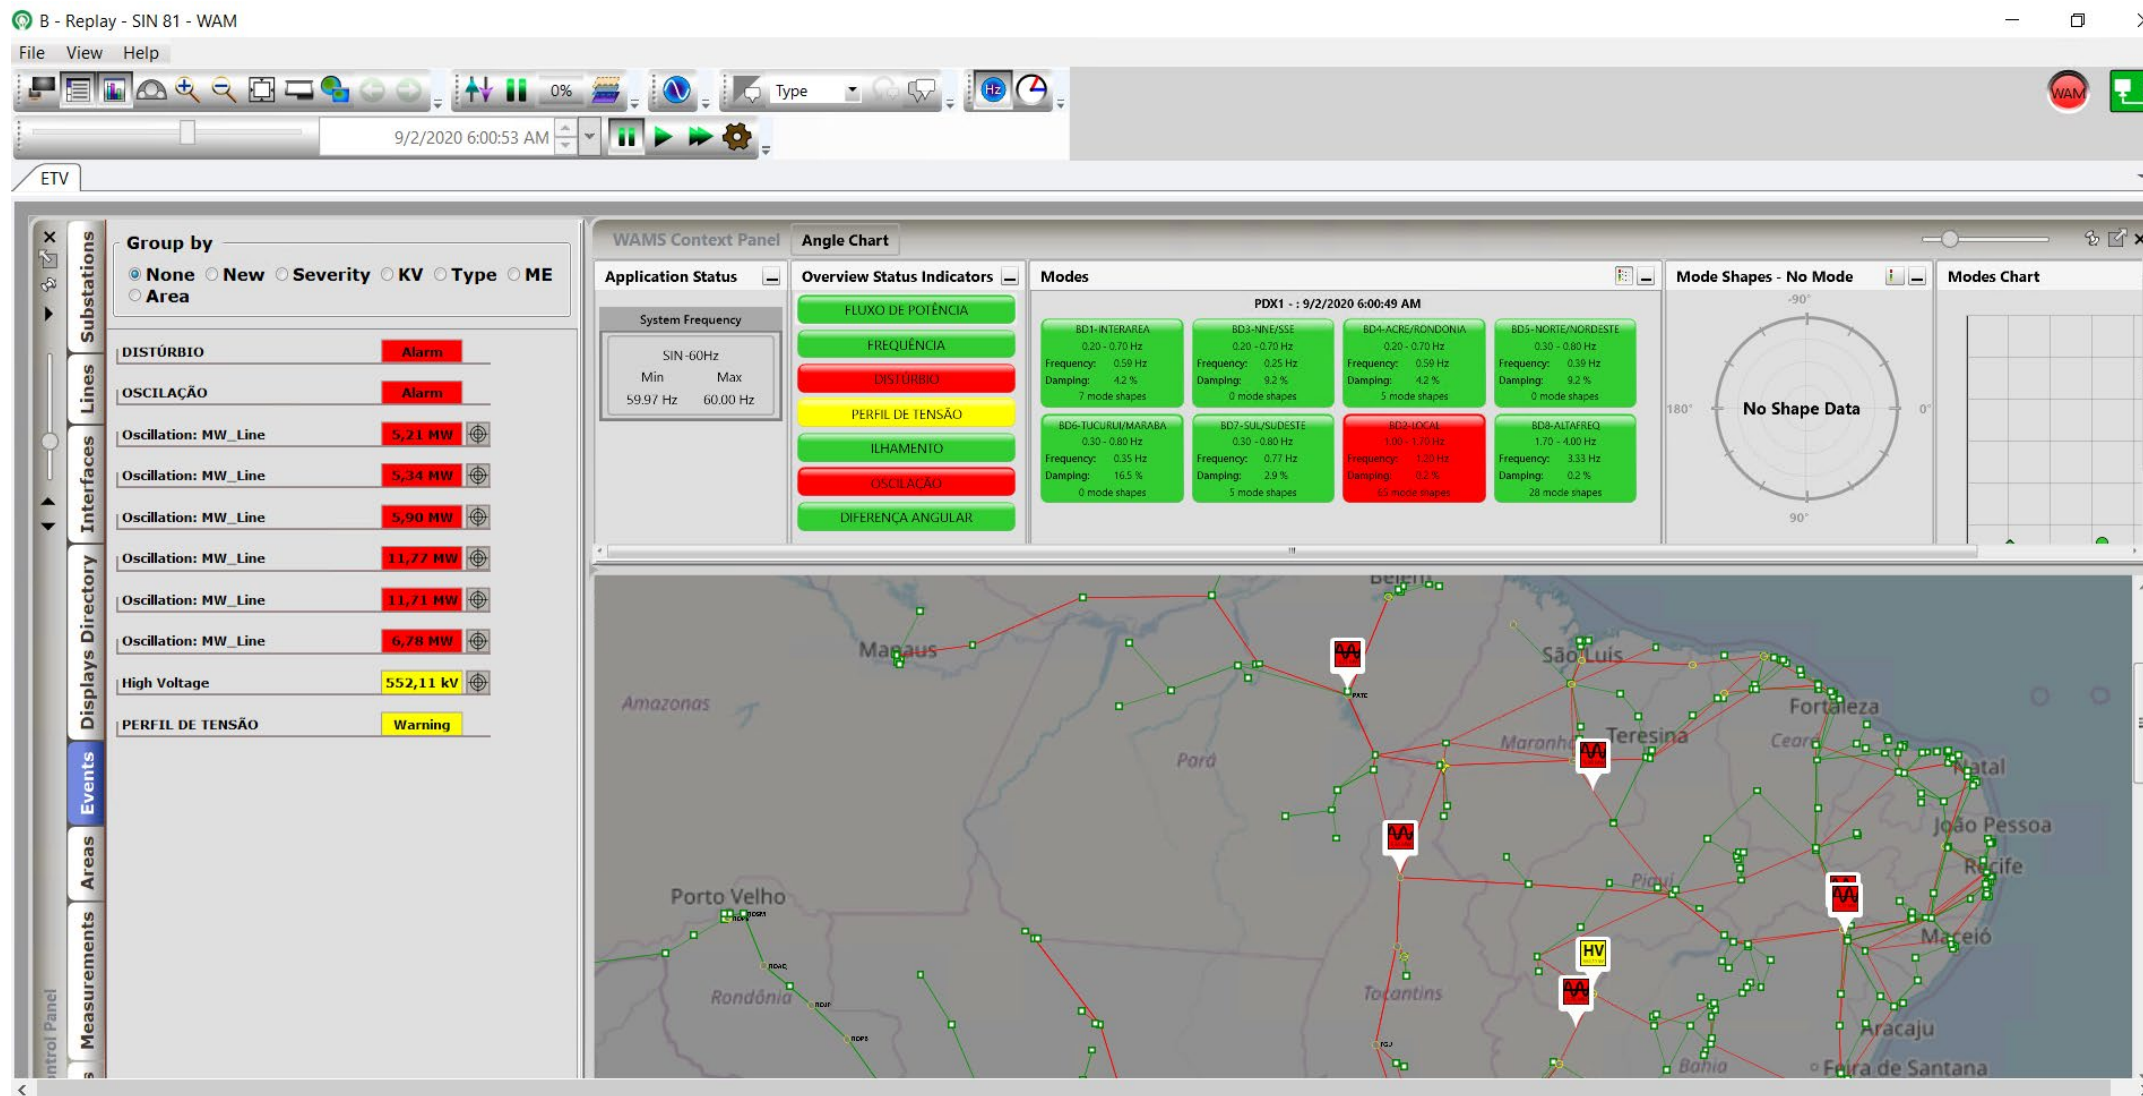 B - Replay - SIN 81 - WAM
File View Help
0%
Type
Hz
WAM
9/2/2020 6:00:53 AM
ETV
Substations
Lines
Interfaces
Displays Directory
Events
Areas
Measurements
ontrol Panel
Group by
None New Severity KV Type ME
Area
DISTÚRBIO Alarm
OSCILAÇÃO Alarm
Oscillation: MW_Line 5,21 MW
Oscillation: MW_Line 5,34 MW
Oscillation: MW_Line 5,90 MW
Oscillation: MW_Line 11,77 MW
Oscillation: MW_Line 11,71 MW
Oscillation: MW_Line 6,78 MW
High Voltage 552,11 kV
PERFIL DE TENSÃO Warning
WAMS Context Panel Angle Chart
Application Status
System Frequency
SIN-60Hz
Min Max
59.97 Hz 60.00 Hz
Overview Status Indicators
FLUXO DE POTÊNCIA
FREQUÊNCIA
DISTÚRBIO
PERFIL DE TENSÃO
ILHAMENTO
OSCILAÇÃO
DIFERENÇA ANGULAR
Modes
PDX1 - : 9/2/2020 6:00:49 AM
BD1-INTERAREA
0.20 - 0.70 Hz
Frequency: 0.59 Hz
Damping: 4.2 %
7 mode shapes
BD3-NNE/SSE
0.20 - 0.70 Hz
Frequency: 0.25 Hz
Damping: 9.2 %
0 mode shapes
BD4-ACRE/RONDONIA
0.20 - 0.70 Hz
Frequency: 0.59 Hz
Damping: 4.2 %
5 mode shapes
BD5-NORTE/NORDESTE
0.30 - 0.80 Hz
Frequency: 0.39 Hz
Damping: 9.2 %
0 mode shapes
BD6-TUCURUI/MARABA
0.30 - 0.80 Hz
Frequency: 0.35 Hz
Damping: 16.5 %
0 mode shapes
BD7-SUL/SUDESTE
0.30 - 0.80 Hz
Frequency: 0.77 Hz
Damping: 2.9 %
5 mode shapes
BD2-LOCAL
1.00 - 1.70 Hz
Frequency: 1.20 Hz
Damping: 0.2 %
65 mode shapes
BD8-ALTAFREQ
1.70 - 4.00 Hz
Frequency: 3.33 Hz
Damping: 0.2 %
28 mode shapes
Mode Shapes - No Mode
-90°
180°
No Shape Data
0°
90°
Modes Chart
Belém
Manaus
São Luis
Amazonas
PATC
Fortaleza
Maranh
Teresina
Ceará
Pará
Natal
João Pessoa
Recife
Piauí
Porto Velho
Maceió
HV
Rondônia
Tocantins
Aracaju
Bahia
Feira de Santana